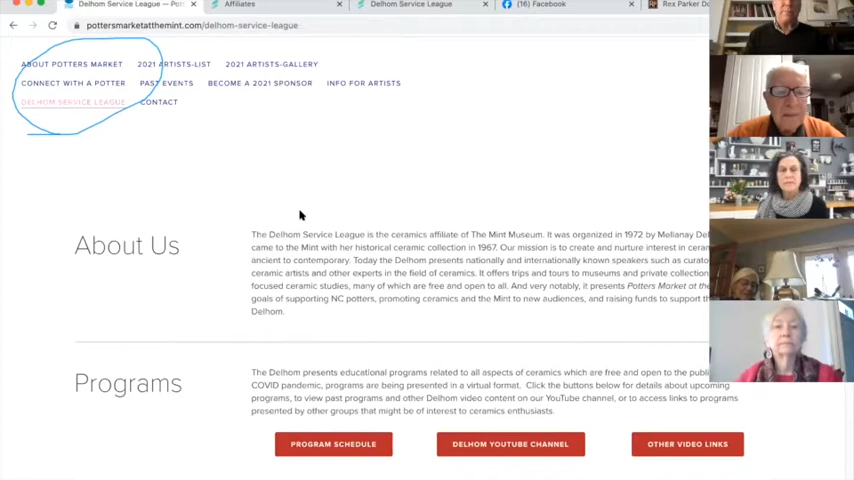 Delhom Service League — Pott
Affiliates
Delhom Service League
(16) Facebook
Rex Parker Do
pottersmarketatthemint.com/delhom-service-league
ABOUT POTTERS MARKET 2021 ARTISTS-LIST 2021 ARTISTS-GALLERY
CONNECT WITH A POTTER PAST EVENTS BECOME A 2021 SPONSOR INFO FOR ARTISTS
DELHOM SERVICE LEAGUE CONTACT
About Us
The Delhom Service League is the ceramics affiliate of The Mint Museum. It was organized in 1972 by Mellanay Del
came to the Mint with her historical ceramic collection in 1967. Our mission is to create and nurture interest in ceram
ancient to contemporary. Today the Delhom presents nationally and internationally known speakers such as curato
ceramic artists and other experts in the field of ceramics. It offers trips and tours to museums and private collection
focused ceramic studies, many of which are free and open to all. And very notably, it presents Potters Market at the
goals of supporting NC potters, promoting ceramics and the Mint to new audiences, and raising funds to support th
Delhom.
Programs
The Delhom presents educational programs related to all aspects of ceramics which are free and open to the publi
COVID pandemic, programs are being presented in a virtual format. Click the buttons below for details about upcoming
programs, to view past programs and other Delhom video content on our YouTube channel, or to access links to programs
presented by other groups that might be of interest to ceramics enthusiasts.
PROGRAM SCHEDULE
DELHOM YOUTUBE CHANNEL
OTHER VIDEO LINKS